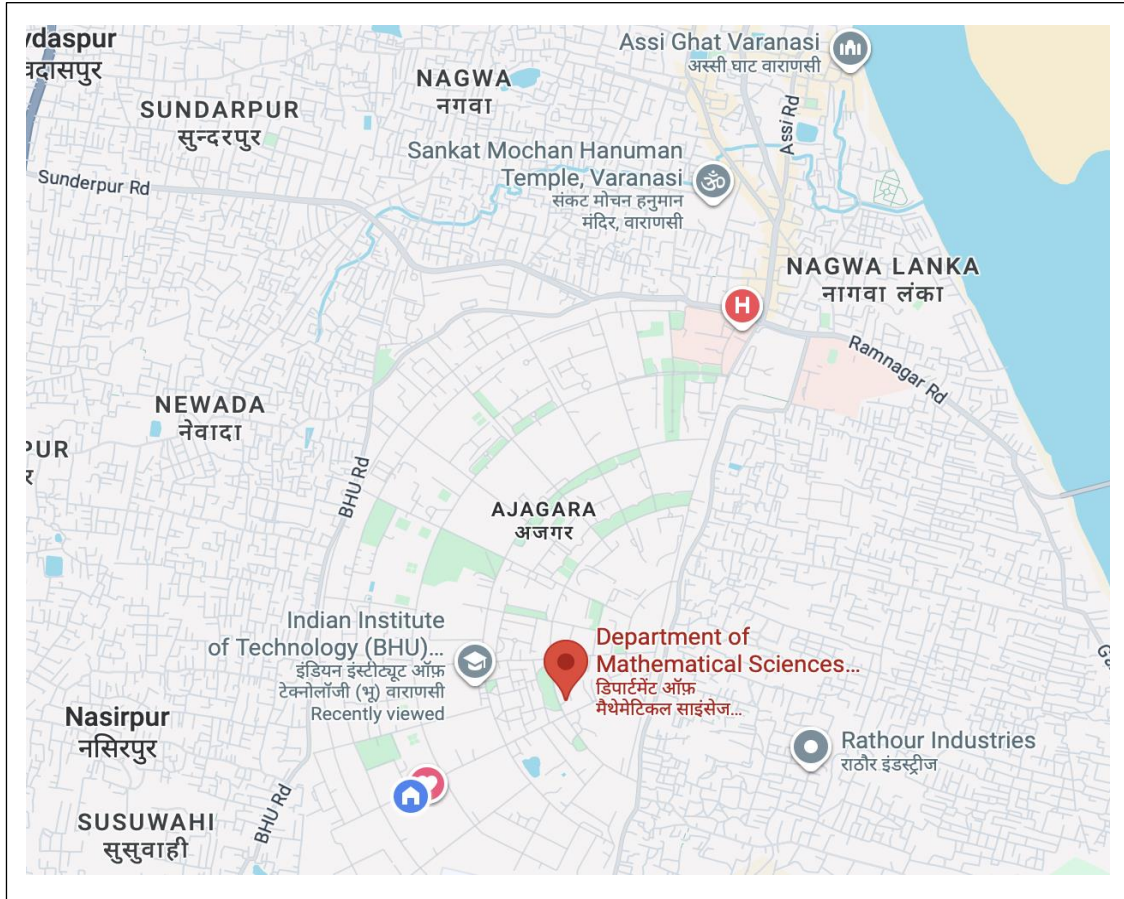 ydaspur
वदासपुर
SUNDARPUR
सुन्दरपुर
NAGWA
नगवा
Assi Ghat Varanasi
अस्सी घाट वाराणसी
Assi Rd
Sunderpur Rd
Sankat Mochan Hanuman
Temple, Varanasi
संकट मोचन हनुमान
मंदिर, वाराणसी
NAGWA LANKA
नागवा लंका
H
Ramnagar Rd
NEWADA
नेवादा
PUR
र
BHU Rd
AJAGARA
अजगर
Indian Institute
of Technology (BHU)...
इंडियन इंस्टीट्यूट ऑफ़
टेक्नोलॉजी (भू) वाराणसी
Recently viewed
Department of
Mathematical Sciences...
डिपार्टमेंट ऑफ़
मैथेमेटिकल साइंसेज...
Nasirpur
नसिरपुर
Rathour Industries
राठौर इंडस्ट्रीज
SUSUWAHI
सुसुवाही
BHU Rd